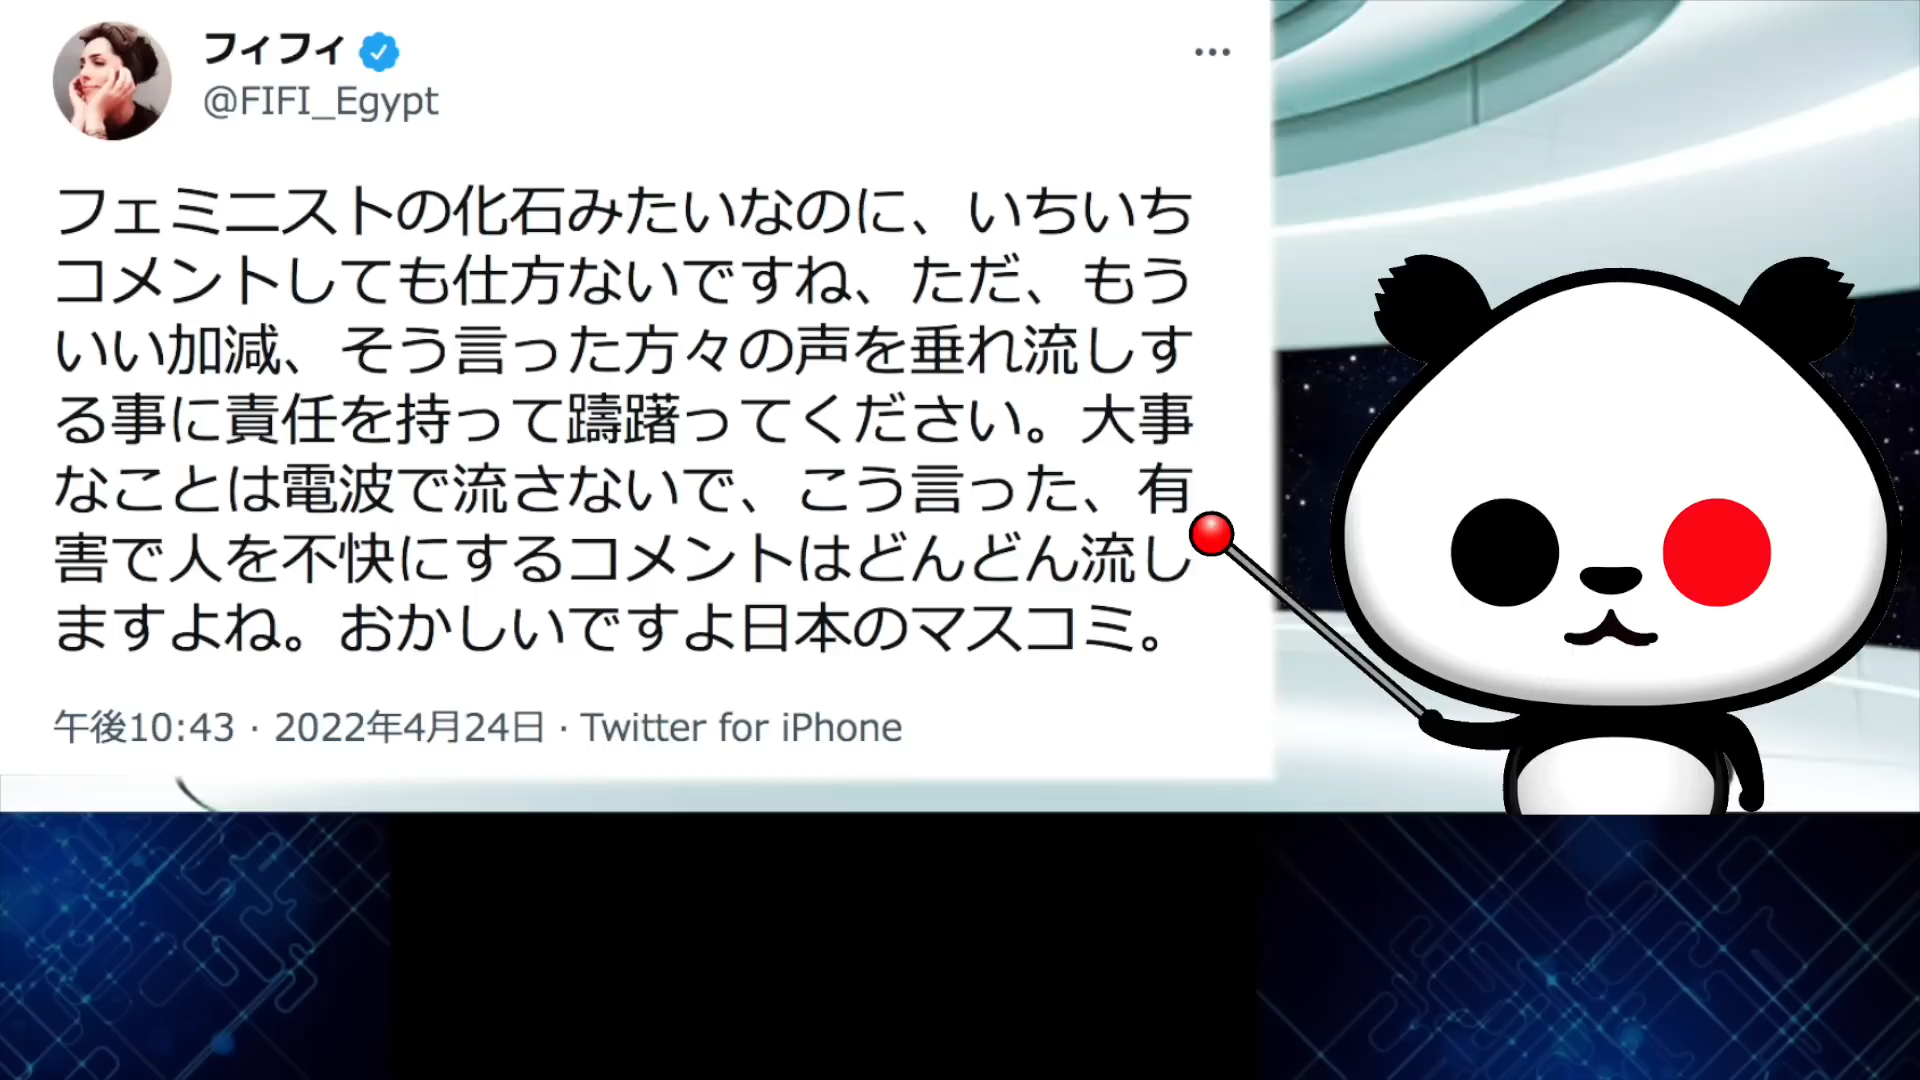 フィフィ
@FIFI_Egypt
フェミニストの化石みたいなのに、いちいち
コメントしても仕方ないですね、ただ、もう
いい加減、そう言った方々の声を垂れ流しす
る事に責任を持って躊躇ってください。大事
なことは電波で流さないで、こう言った、有
害で人を不快にするコメントはどんどん流し
ますよね。おかしいですよ日本のマスコミ。
午後10:43 · 2022年4月24日 · Twitter for iPhone